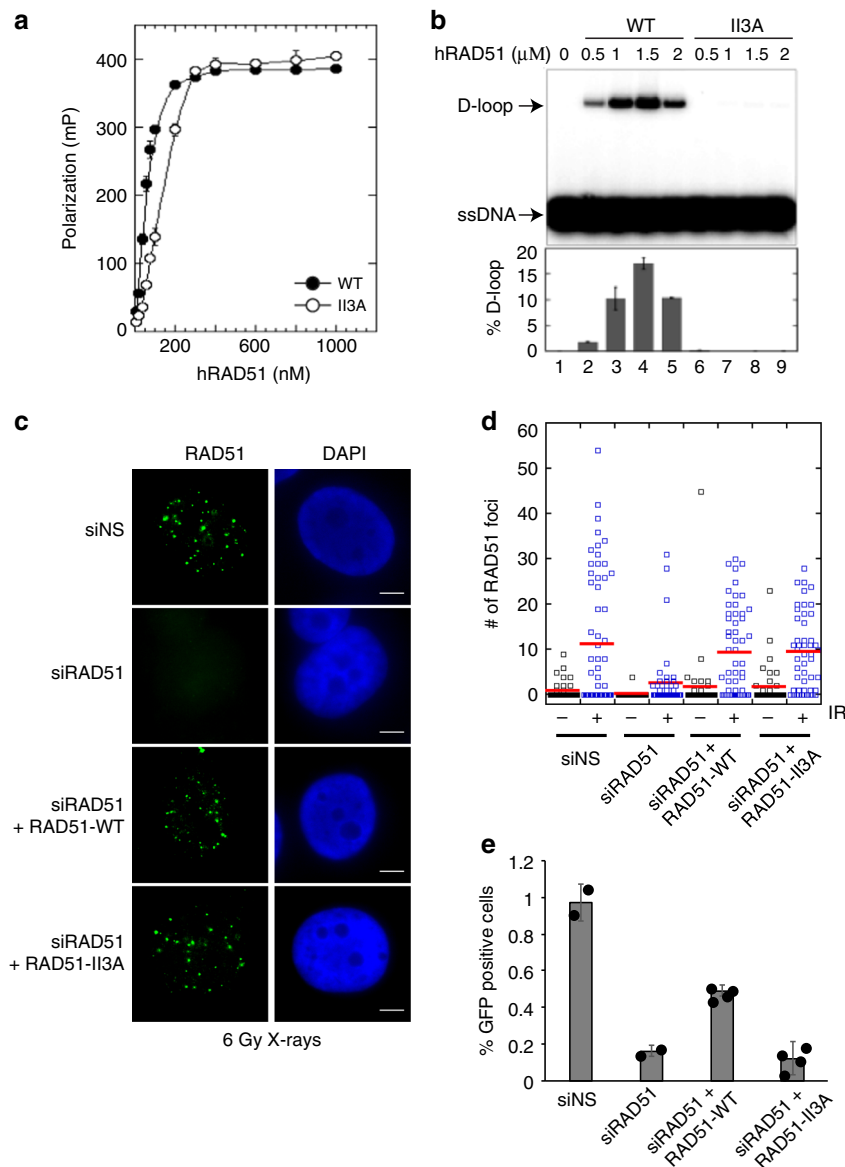 a
400
300
200
100
0
Polarization (mP)
WT
II3A
200
600
1000
hRAD51 (nM)
b
WT
II3A
hRAD51 (μM) 0 0.5 1 1.5 2 0.5 1 1.5 2
D-loop
ssDNA
20
15
10
5
0
% D-loop
1 2 3 4 5 6 7 8 9
c
RAD51
DAPI
siNS
siRAD51
siRAD51
+ RAD51-WT
siRAD51
+ RAD51-II3A
6 Gy X-rays
d
60
50
40
30
20
10
0
# of RAD51 foci
– + – + – + – + IR
siNS
siRAD51
siRAD51 +
RAD51-WT
siRAD51 +
RAD51-II3A
e
1.2
1
0.8
0.6
0.4
0.2
0
% GFP positive cells
siNS
siRAD51
siRAD51 +
RAD51-WT
siRAD51 +
RAD51-II3A